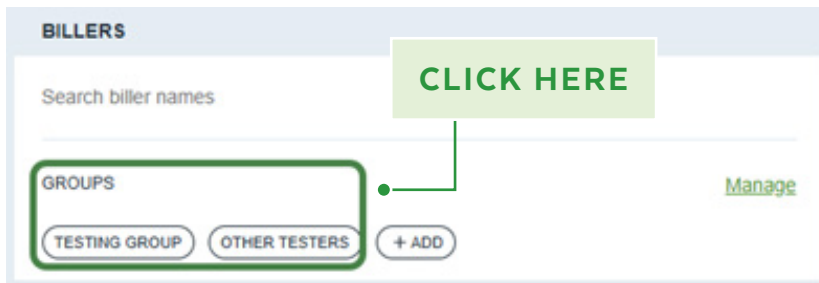 BILLERS
CLICK HERE
Search biller names
GROUPS
Manage
TESTING GROUP OTHER TESTERS + ADD